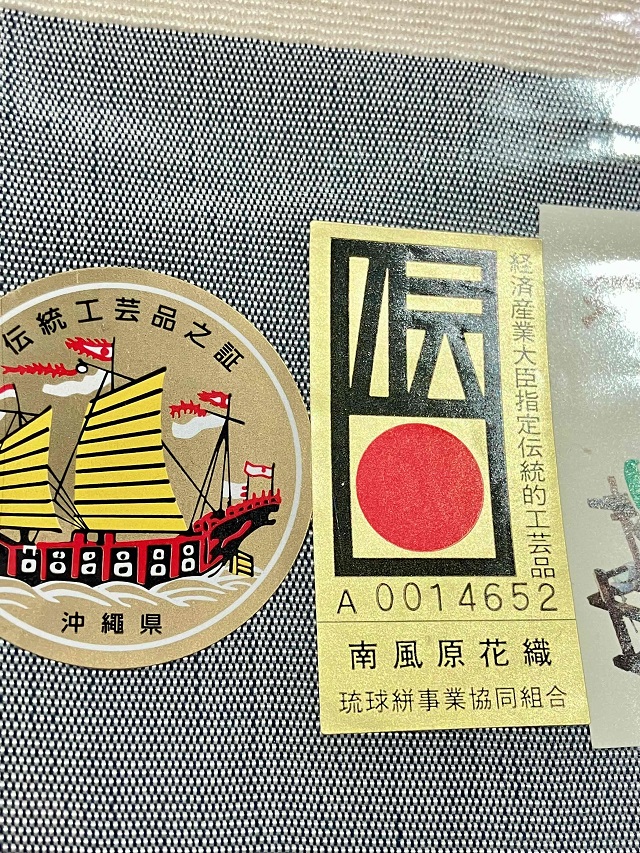 伝統工芸品之証
沖繩県
伝
経済産業大臣指定伝統的工芸品
A 0014652
南風原花織
琉球絣事業協同組合